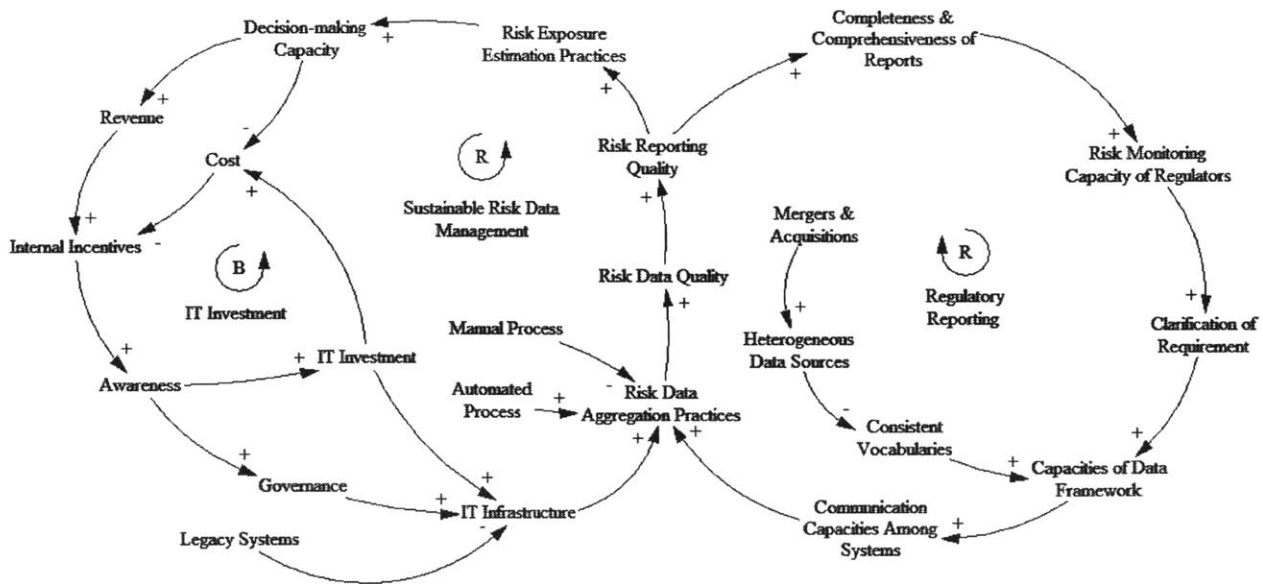 Decision-making
Capacity
+
Risk Exposure
Estimation Practices
+
Completeness &
Comprehensiveness of
Reports
+
Revenue
+
-
Cost
+
R
Sustainable Risk Data
Management
Risk Reporting
Quality
+
+
Risk Monitoring
Capacity of Regulators
Internal Incentives
+
-
B
IT Investment
Mergers &
Acquisitions
R
Regulatory
Reporting
Risk Data Quality
+
+
Heterogeneous
Data Sources
+
Clarification of
Requirement
Manual Process
-
Awareness
+
+
IT Investment
Automated
Process
+
Risk Data
Aggregation Practices
+
+
-
Consistent
Vocabularies
+
+
Capacities of Data
Framework
+
Governance
+
+
IT Infrastructure
-
Communication
Capacities Among
Systems
+
Legacy Systems